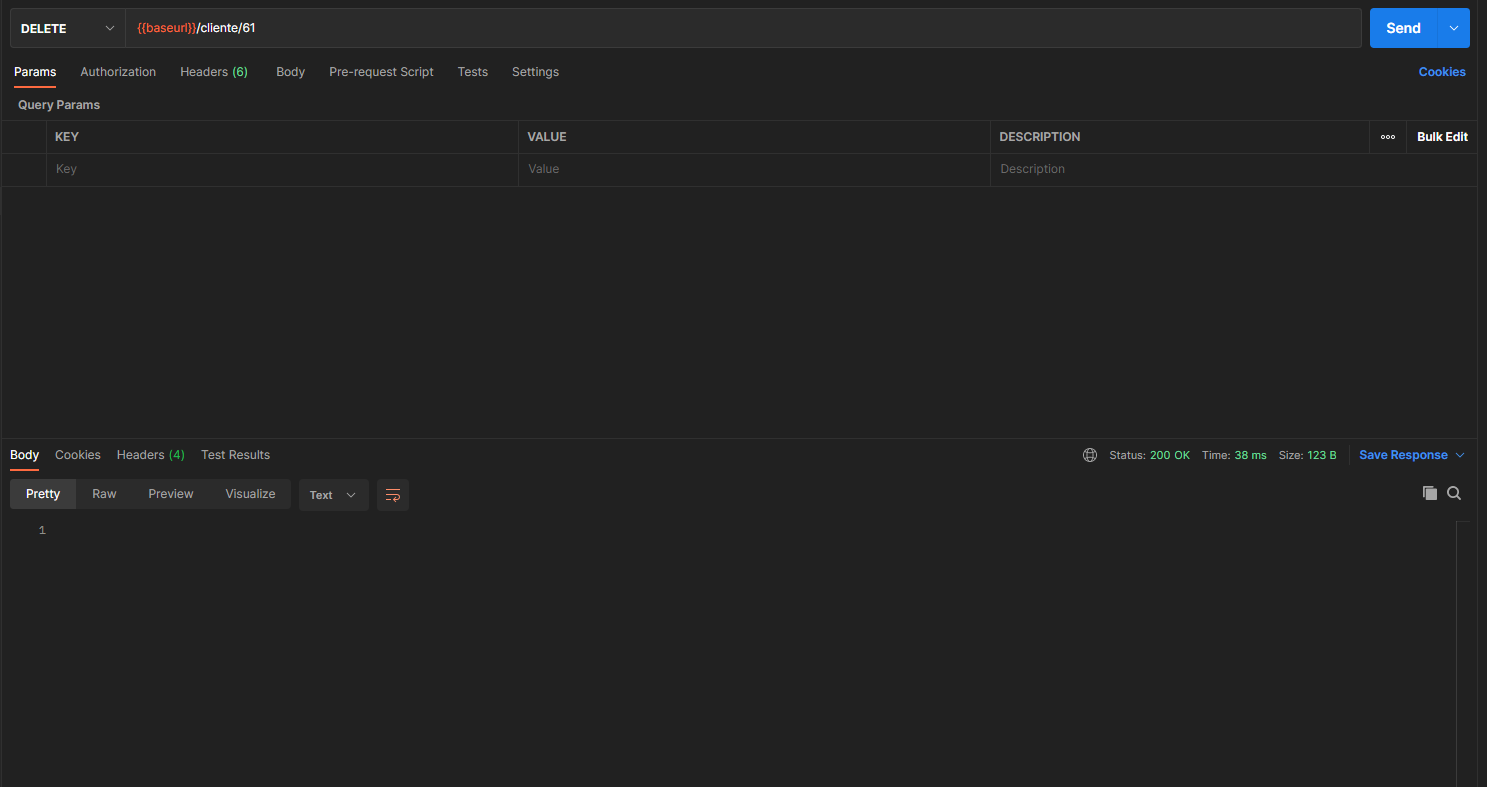 DELETE {{baseurl}}/cliente/61 Send
Params Authorization Headers (6) Body Pre-request Script Tests Settings Cookies
Query Params
KEY VALUE DESCRIPTION ooo Bulk Edit
Key Value Description
Body Cookies Headers (4) Test Results Status: 200 OK Time: 38 ms Size: 123 B Save Response
Pretty Raw Preview Visualize Text
1